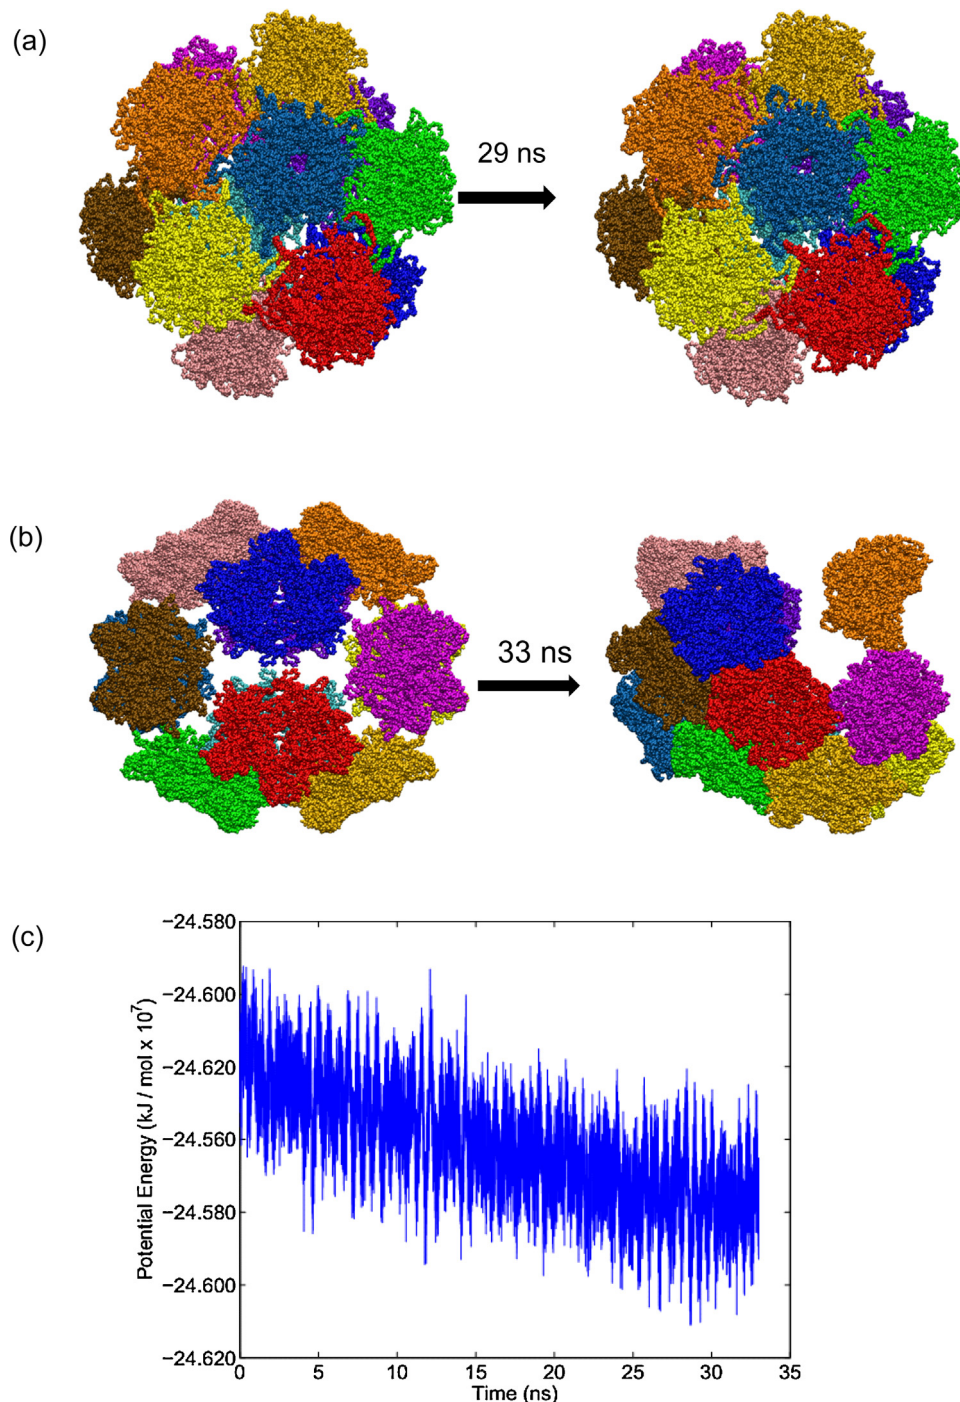 (a)
29 ns
(b)
33 ns
(c)
−24.580
−24.600
−24.620
−24.560
−24.580
−24.600
−24.620
Potential Energy (kJ / mol x 10⁷)
0 5 10 15 20 25 30 35
Time (ns)